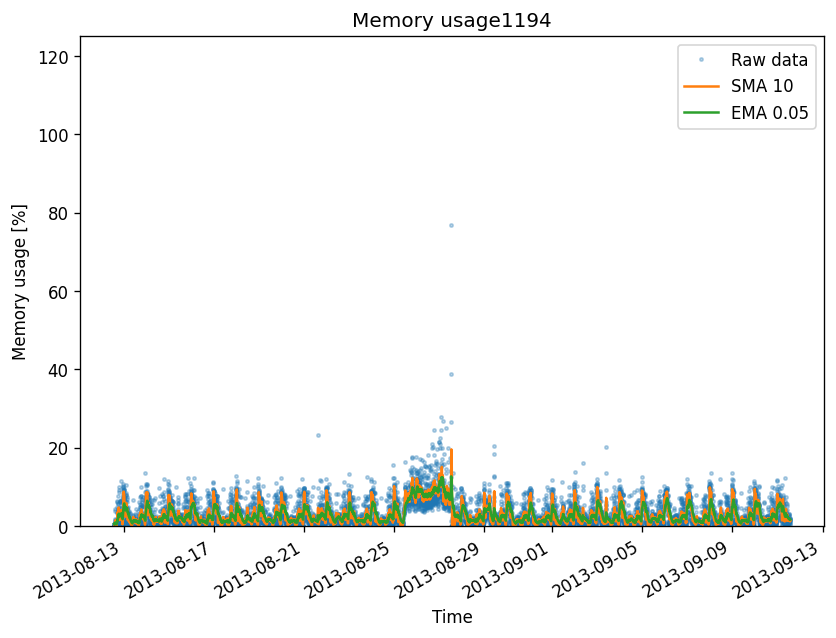 Memory usage1194
Raw data
SMA 10
EMA 0.05
Memory usage [%]
120
100
80
60
40
20
0
2013-08-13
2013-08-17
2013-08-21
2013-08-25
2013-08-29
2013-09-01
2013-09-05
2013-09-09
2013-09-13
Time